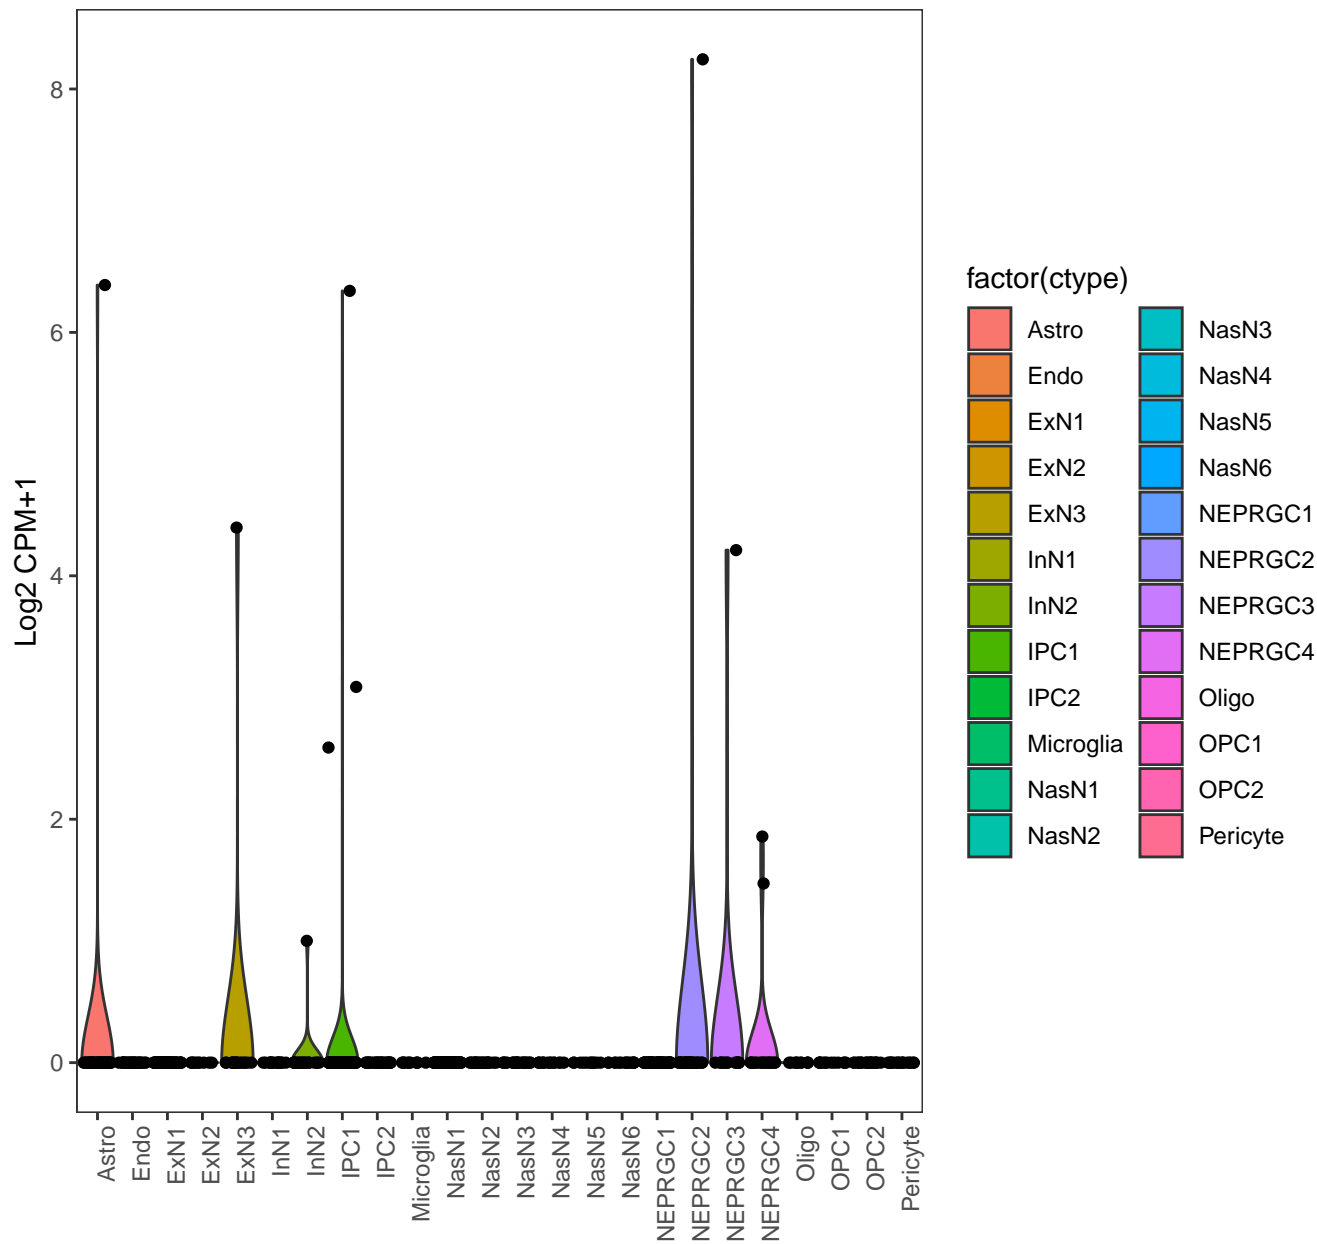 Log2 CPM+1
8
6
4
2
0
Astro
Endo
ExN1
ExN2
ExN3
InN1
InN2
IPC1
IPC2
Microglia
NasN1
NasN2
NasN3
NasN4
NasN5
NasN6
NEPRGC1
NEPRGC2
NEPRGC3
NEPRGC4
Oligo
OPC1
OPC2
Pericyte
factor(ctype)
Astro
Endo
ExN1
ExN2
ExN3
InN1
InN2
IPC1
IPC2
Microglia
NasN1
NasN2
NasN3
NasN4
NasN5
NasN6
NEPRGC1
NEPRGC2
NEPRGC3
NEPRGC4
Oligo
OPC1
OPC2
Pericyte